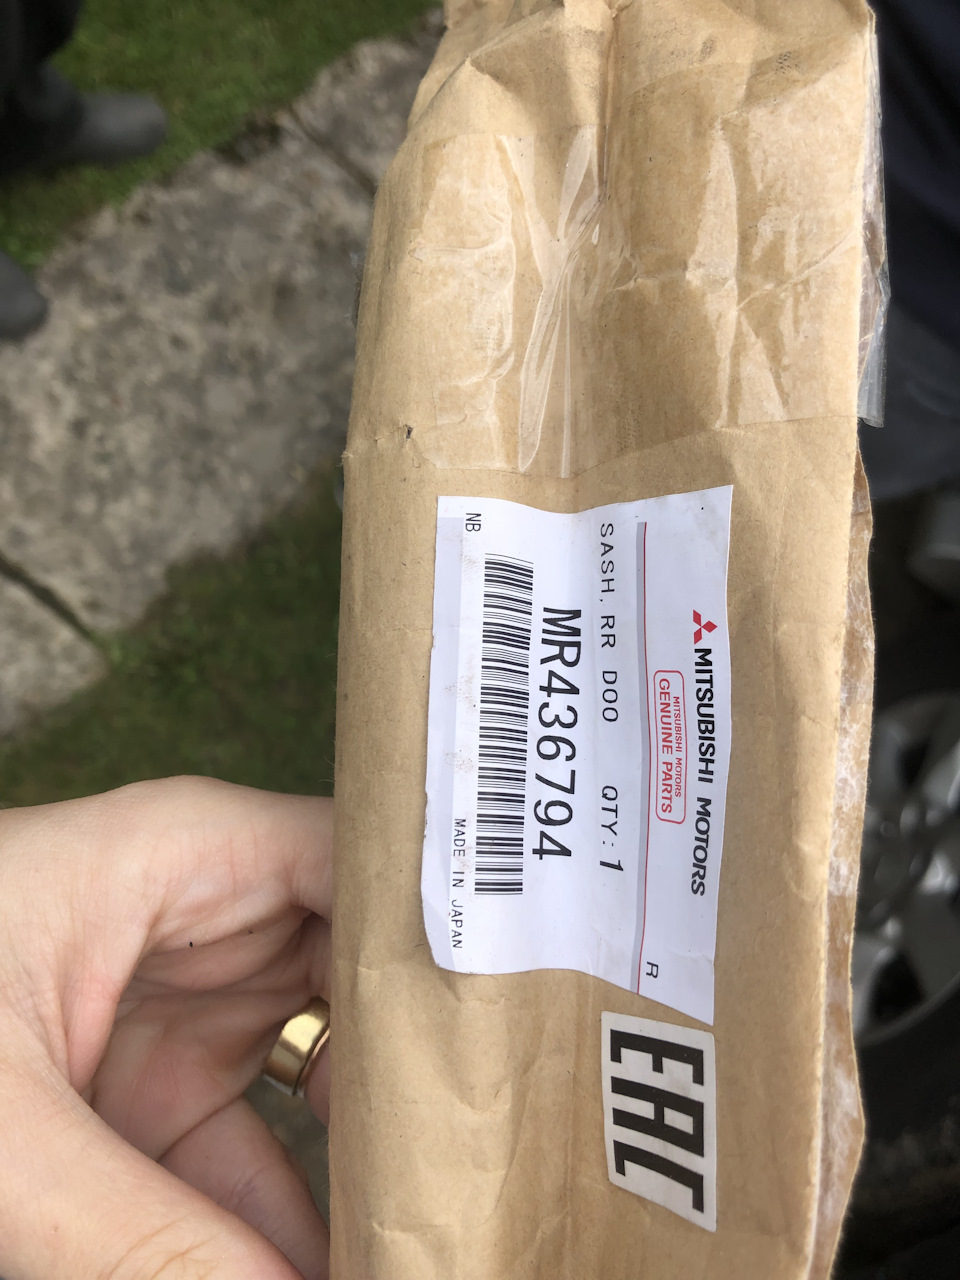 MITSUBISHI MOTORS
MITSUBISHI MOTORS
GENUINE PARTS
R
SASH, RR DOO QTY: 1
MR436794
NB
MADE IN JAPAN
EAC